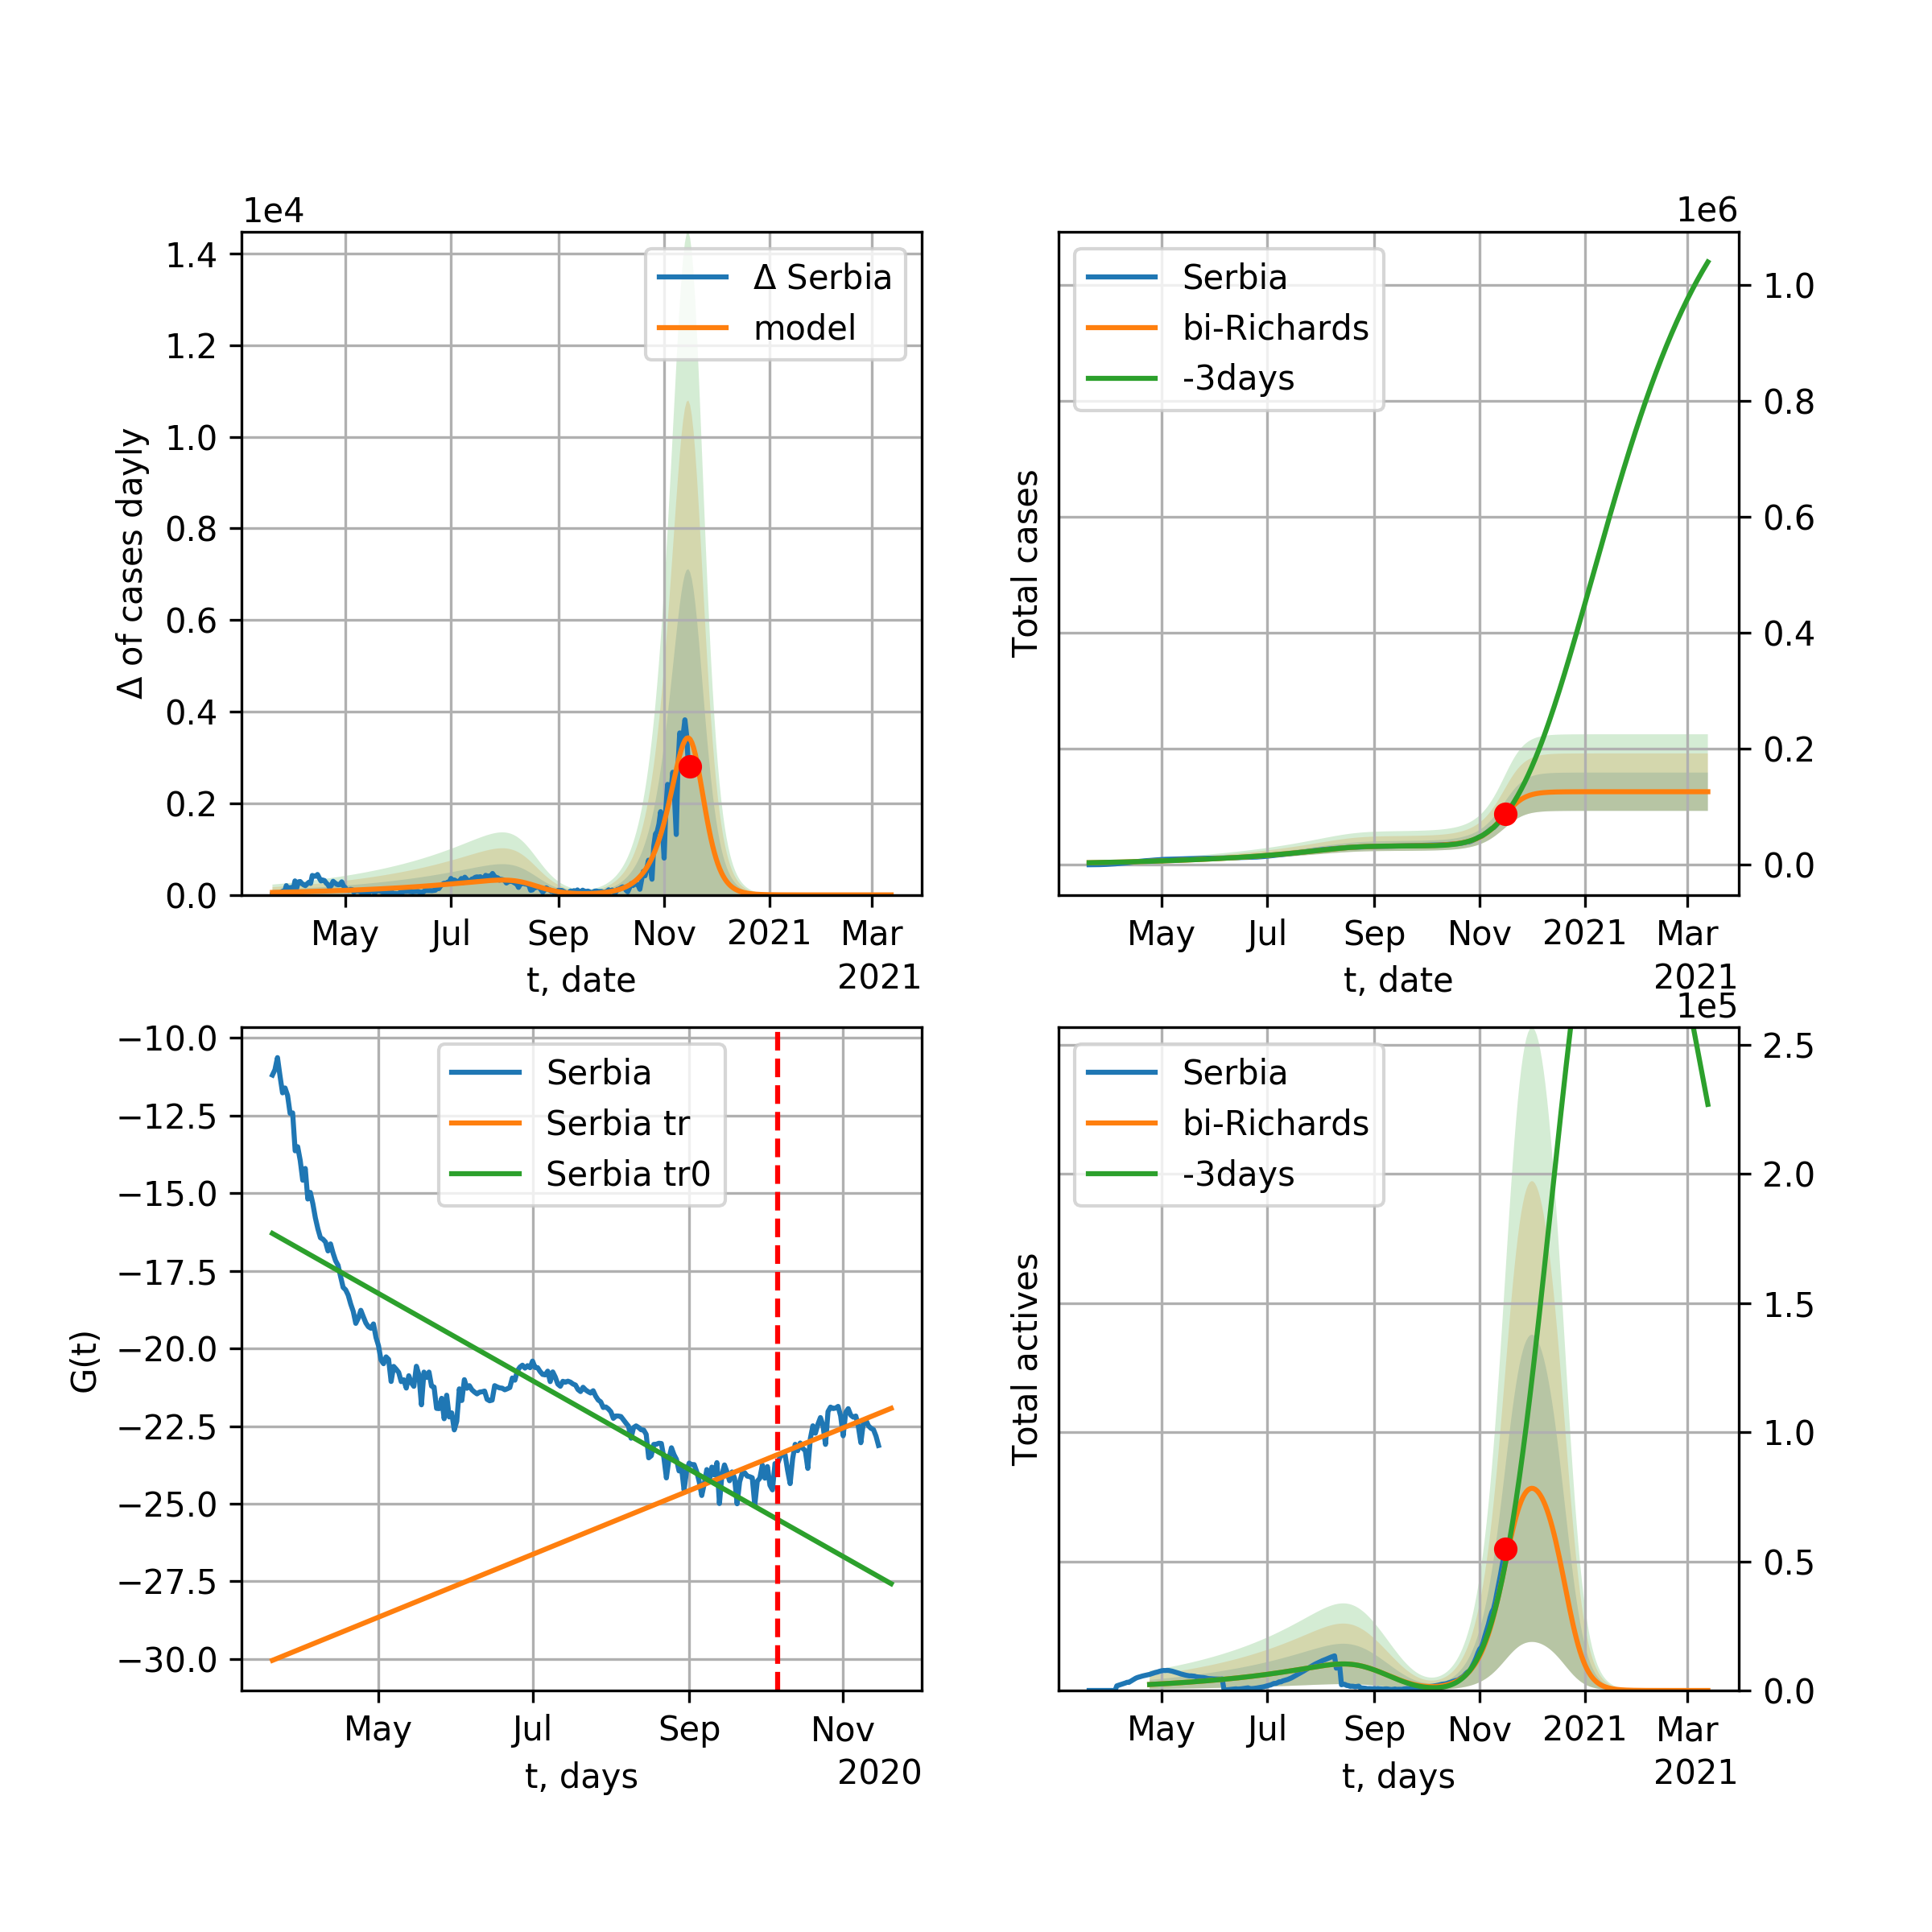 1e4
Δ of cases dayly
1.4
1.2
1.0
0.8
0.6
0.4
0.2
0.0
Δ Serbia
model
May Jul Sep Nov 2021 Mar
t, date 2021
1e6
Total cases
Serbia
bi-Richards
-3days
1.0
0.8
0.6
0.4
0.2
0.0
May Jul Sep Nov 2021 Mar
t, date 2021
G(t)
−10.0
−12.5
−15.0
−17.5
−20.0
−22.5
−25.0
−27.5
−30.0
Serbia
Serbia tr
Serbia tr0
May Jul Sep Nov
t, days 2020
1e5
Total actives
Serbia
bi-Richards
-3days
2.5
2.0
1.5
1.0
0.5
0.0
May Jul Sep Nov 2021 Mar
t, days 2021